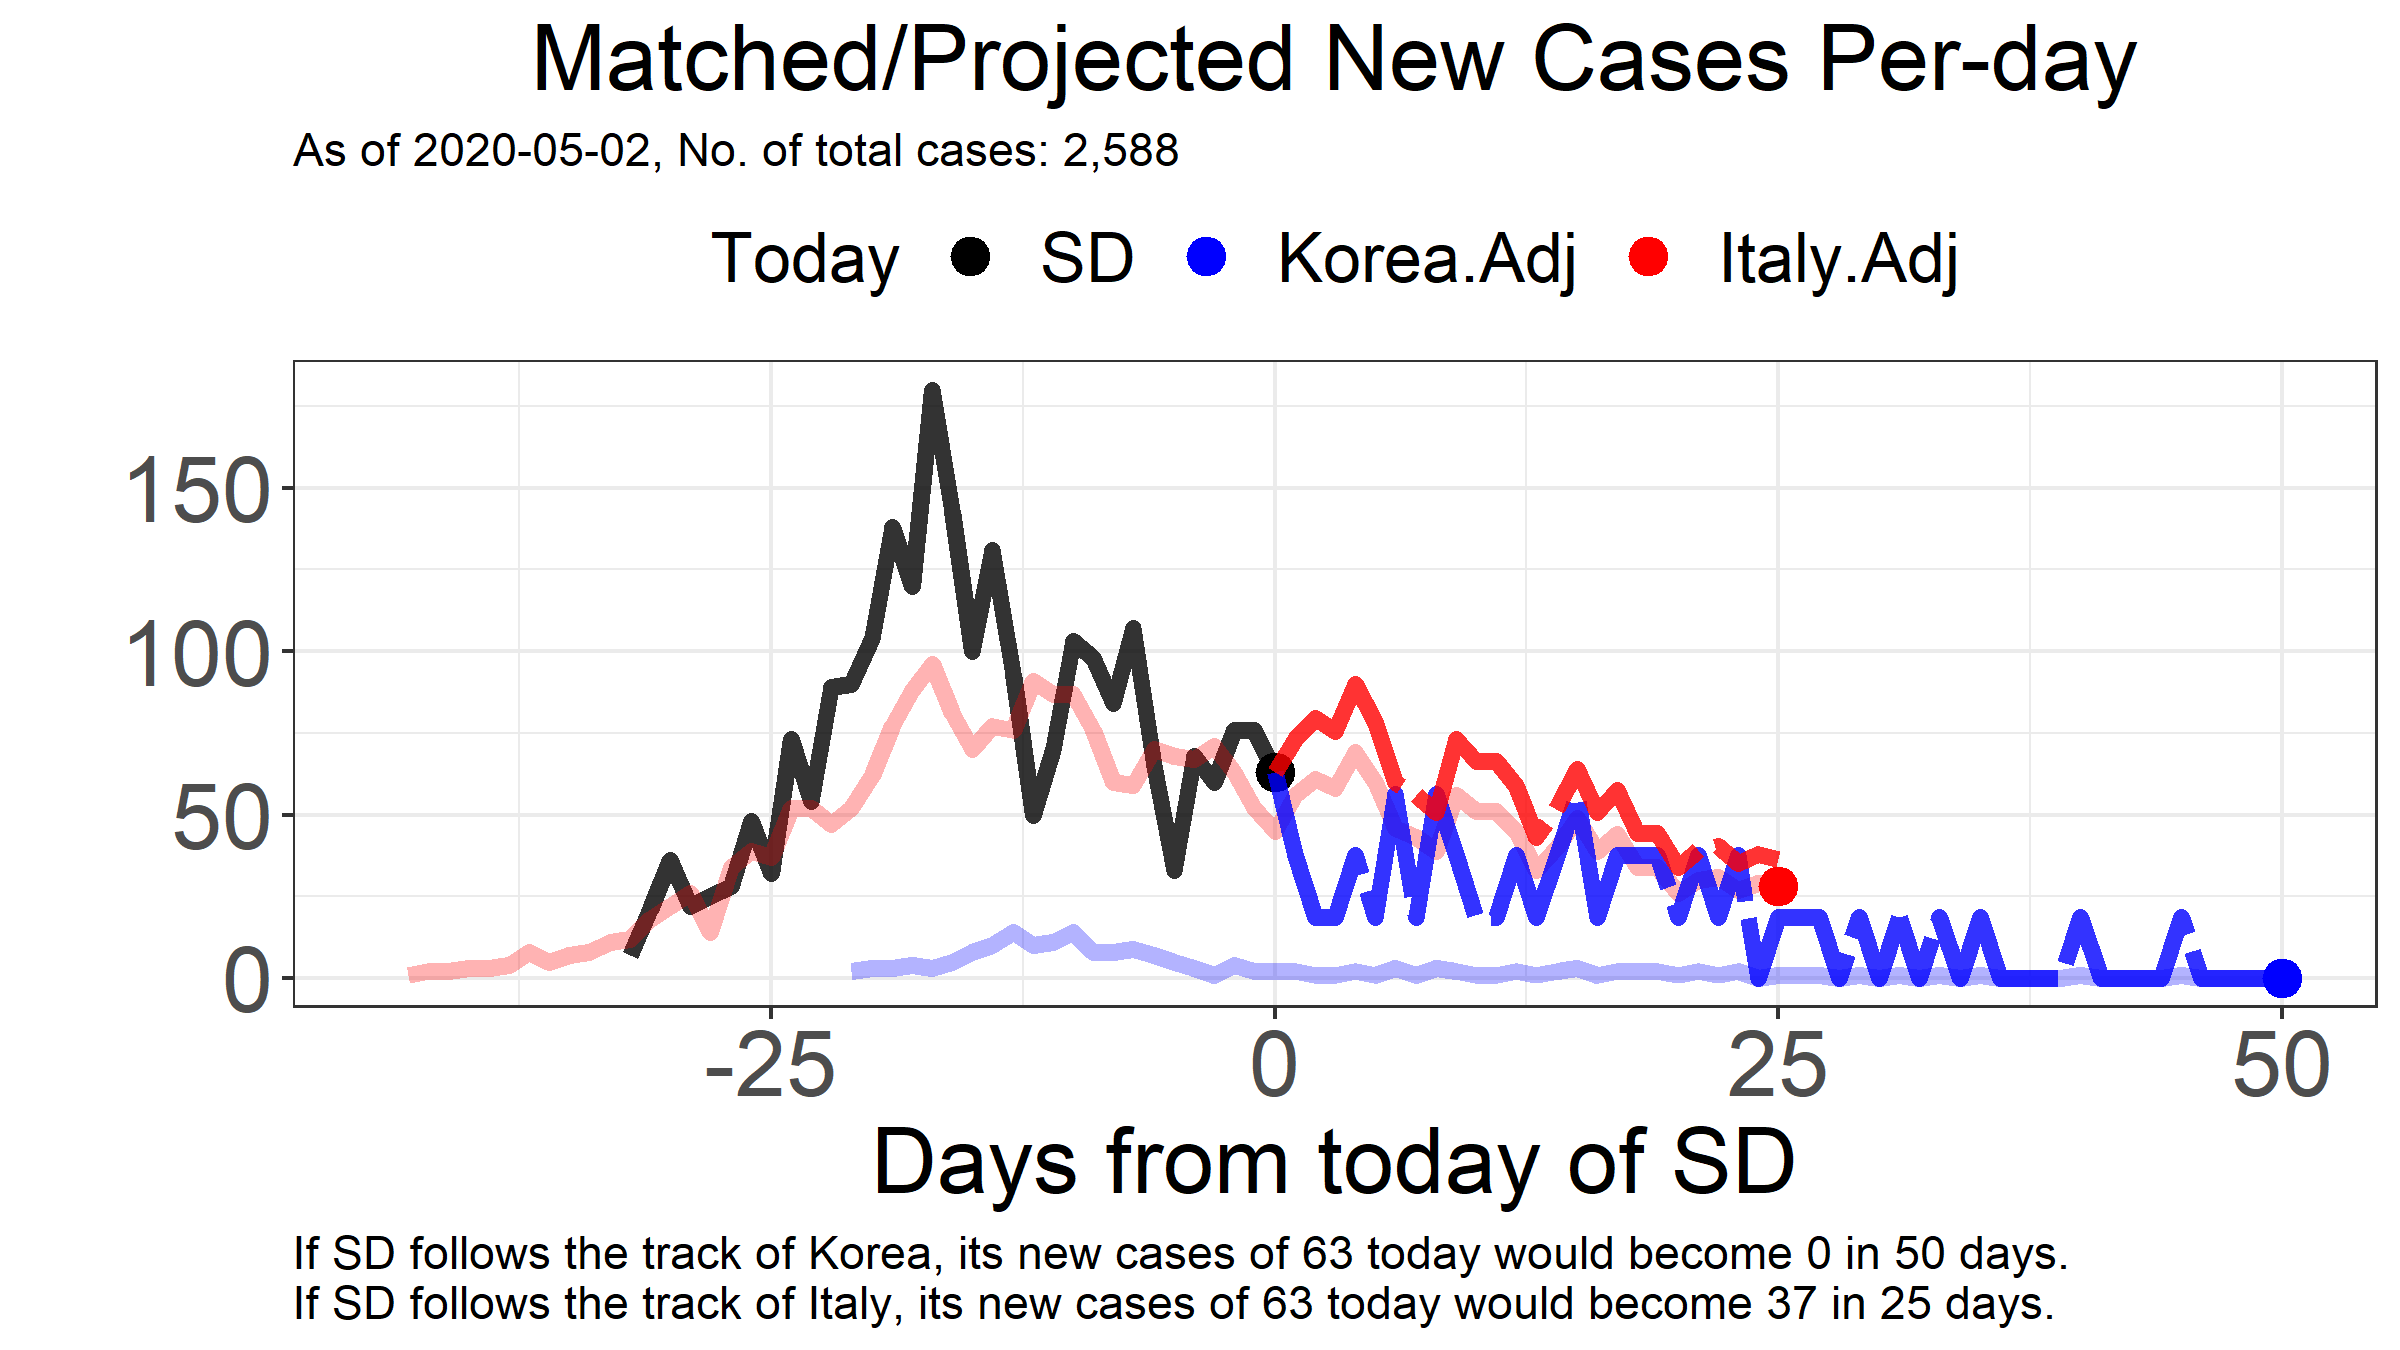 Matched/Projected New Cases Per-day
As of 2020-05-02, No. of total cases: 2,588
Today SD Korea.Adj Italy.Adj
150
100
50
0
-25 0 25 50
Days from today of SD
If SD follows the track of Korea, its new cases of 63 today would become 0 in 50 days.
If SD follows the track of Italy, its new cases of 63 today would become 37 in 25 days.